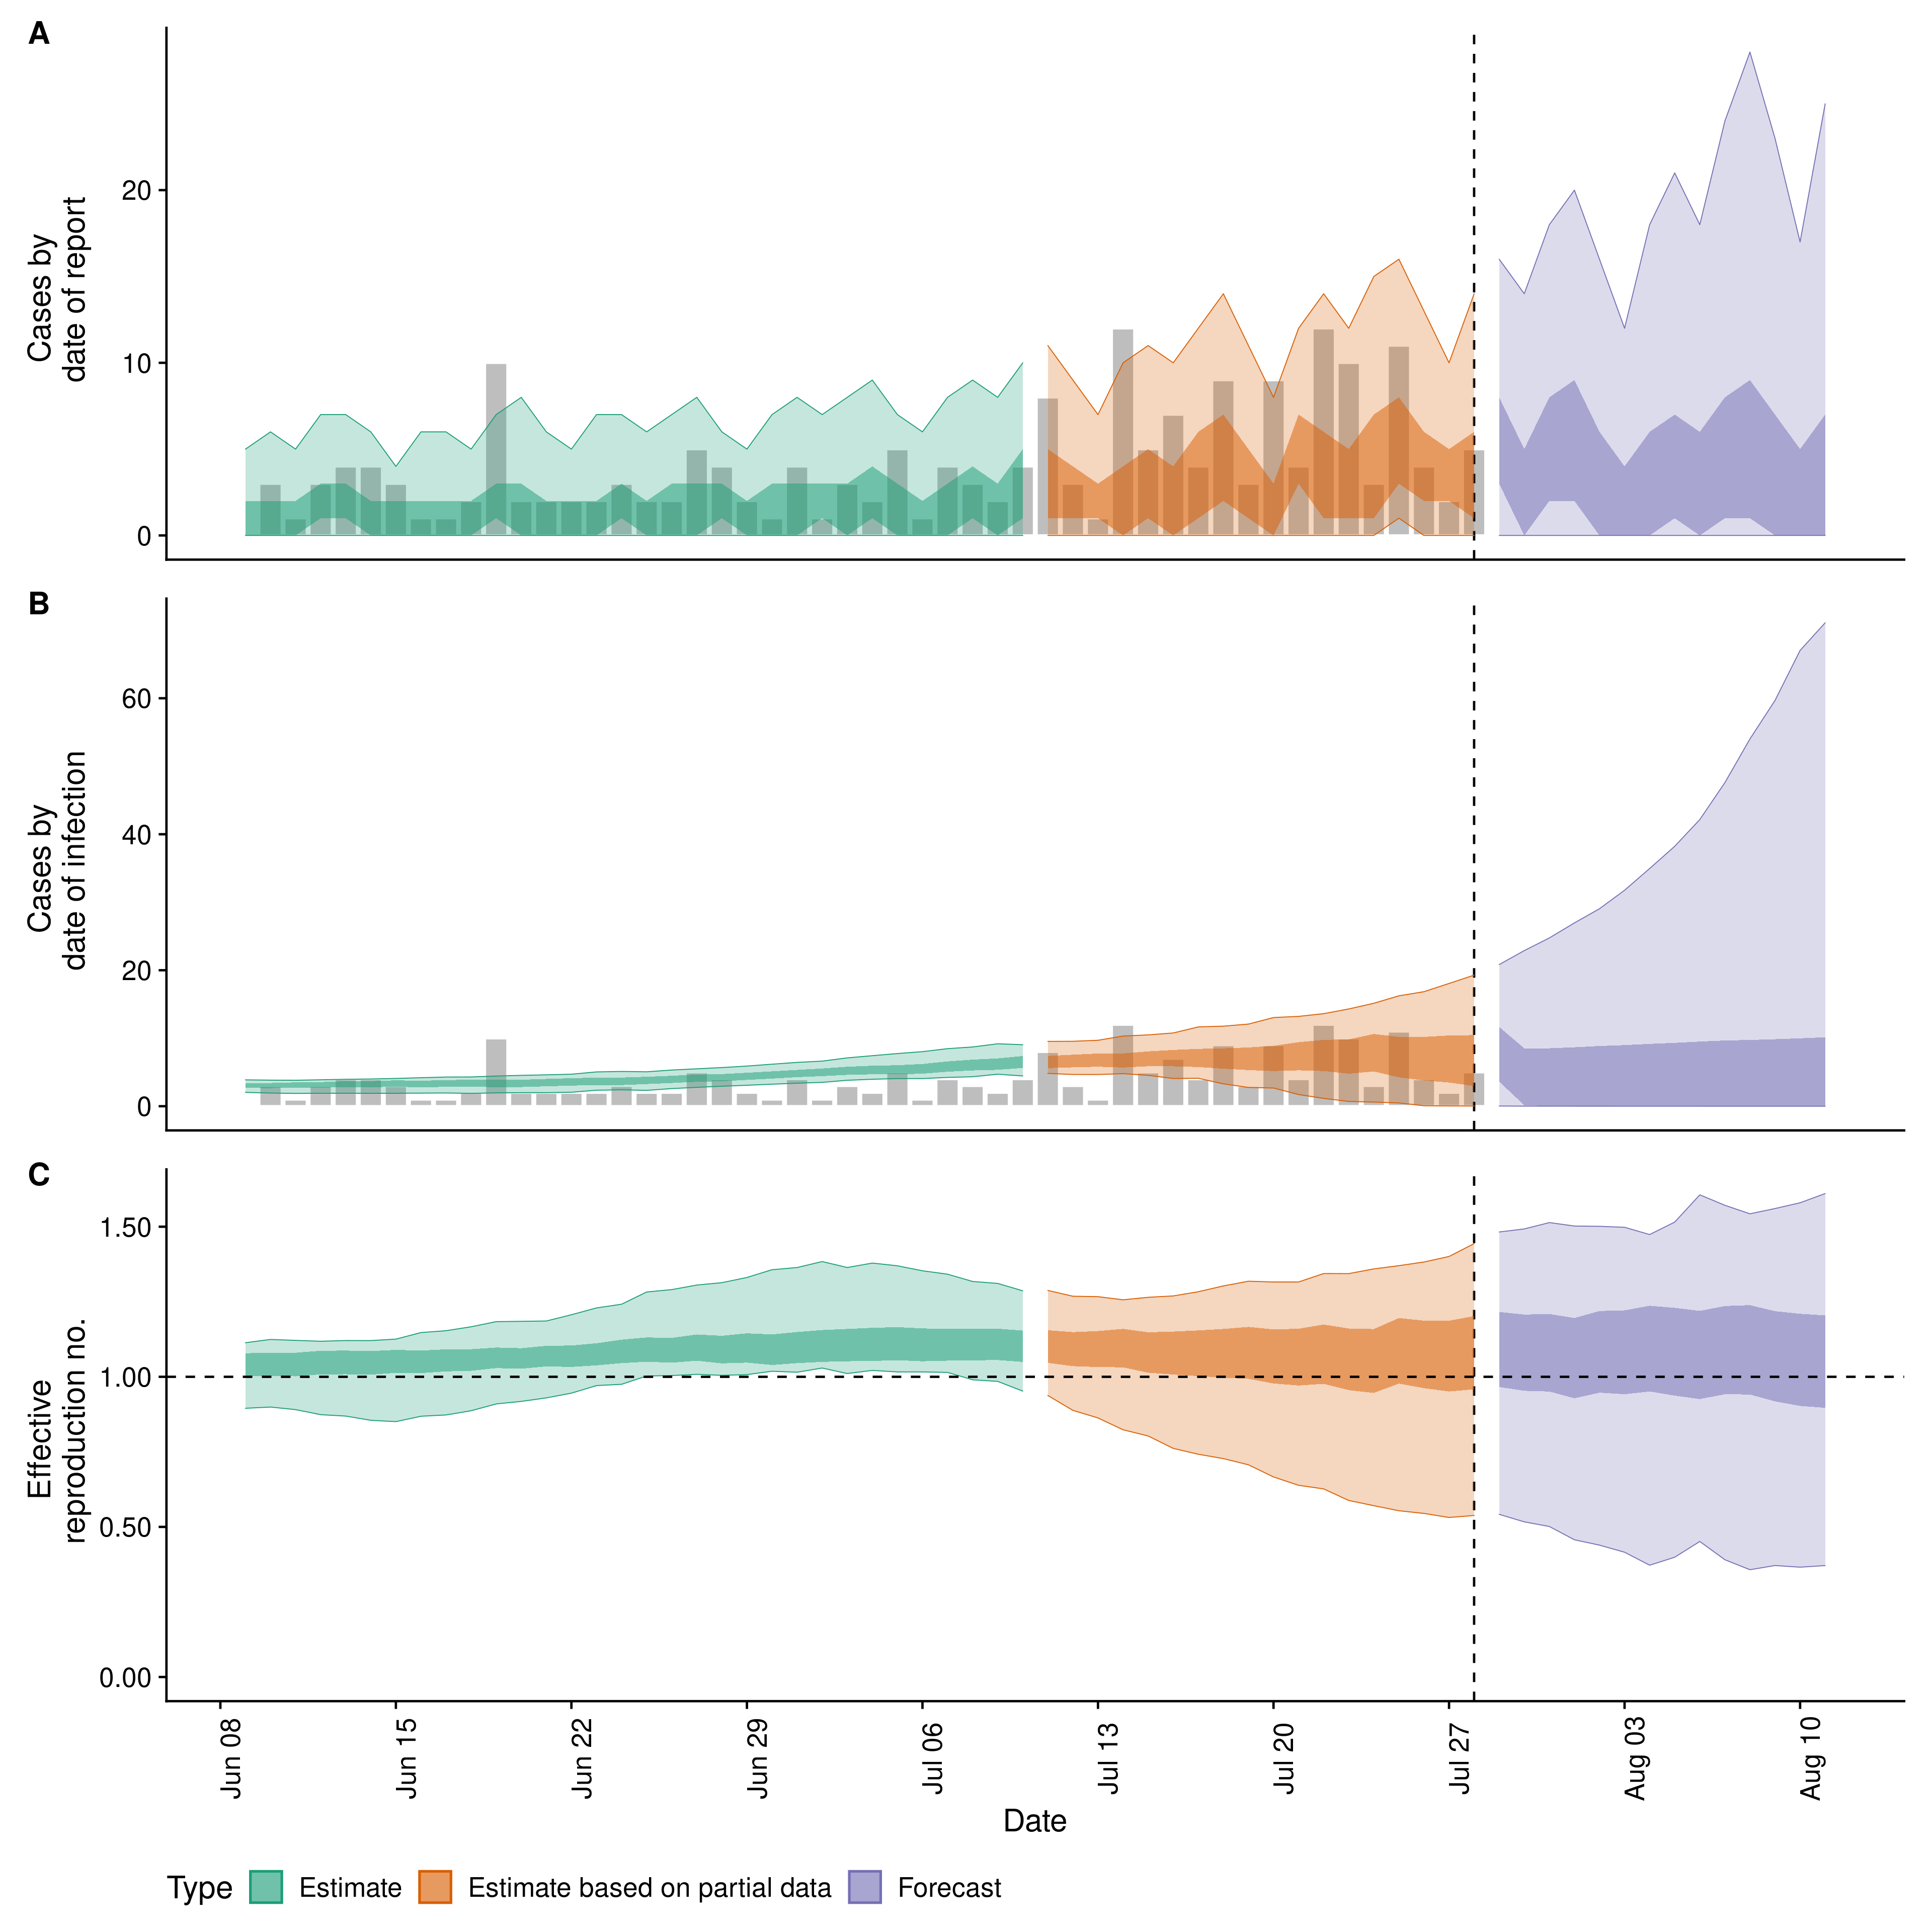 A
Cases by
date of report
20
10
0
B
Cases by
date of infection
60
40
20
0
C
Effective
reproduction no.
1.50
1.00
0.50
0.00
Jun 08
Jun 15
Jun 22
Jun 29
Jul 06
Jul 13
Jul 20
Jul 27
Aug 03
Aug 10
Date
Type Estimate Estimate based on partial data Forecast